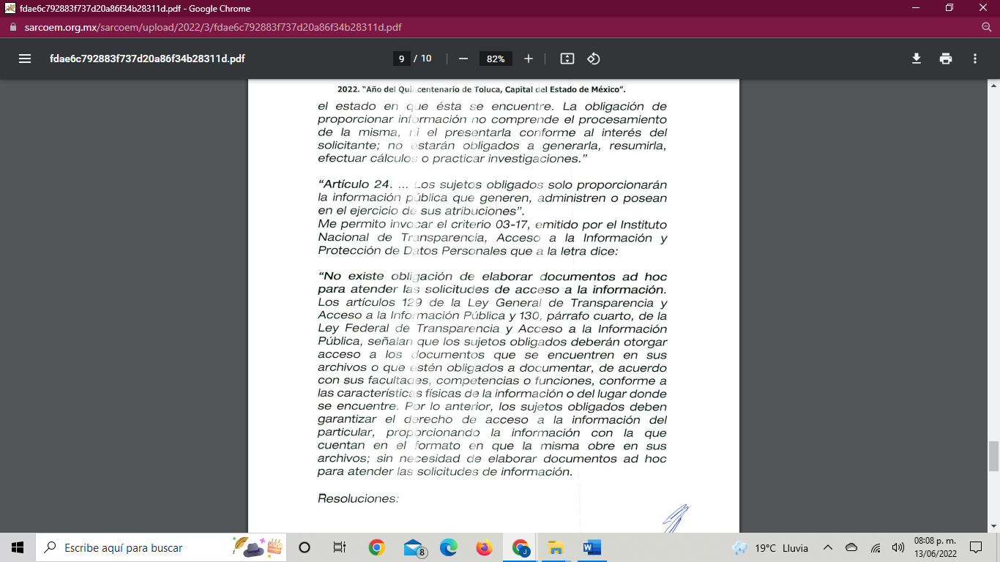 fdae6c792883f737d20a86f34b28311d.pdf - Google Chrome
sarcoem.org.mx/sarcoem/upload/2022/3/fdae6c792883f737d20a86f34b28311d.pdf
fdae6c792883f737d20a86f34b28311d.pdf
9 / 10
82%
2022. “Año del Quincentenario de Toluca, Capital del Estado de México”.
el estado en que ésta se encuentre. La obligación de
proporcionar información no comprende el procesamiento
de la misma, ni el presentarla conforme al interés del
solicitante; no estarán obligados a generarla, resumirla,
efectuar cálculos o practicar investigaciones.”
“Artículo 24. ... Los sujetos obligados solo proporcionarán
la información pública que generen, administren o posean
en el ejercicio de sus atribuciones”.
Me permito invocar el criterio 03-17, emitido por el Instituto
Nacional de Transparencia, Acceso a la Información y
Protección de Datos Personales que a la letra dice:
“No existe obligación de elaborar documentos ad hoc
para atender las solicitudes de acceso a la información.
Los artículos 129 de la Ley General de Transparencia y
Acceso a la Información Pública y 130, párrafo cuarto, de la
Ley Federal de Transparencia y Acceso a la Información
Pública, señalan que los sujetos obligados deberán otorgar
acceso a los documentos que se encuentren en sus
archivos o que estén obligados a documentar, de acuerdo
con sus facultades, competencias o funciones, conforme a
las características físicas de la información o del lugar donde
se encuentre. Por lo anterior, los sujetos obligados deben
garantizar el derecho de acceso a la información del
particular, proporcionando la información con la que
cuentan en el formato en que la misma obre en sus
archivos; sin necesidad de elaborar documentos ad hoc
para atender las solicitudes de información.
Resoluciones:
Escribe aquí para buscar
8
J
W
19°C Lluvia
08:08 p. m.
13/06/2022